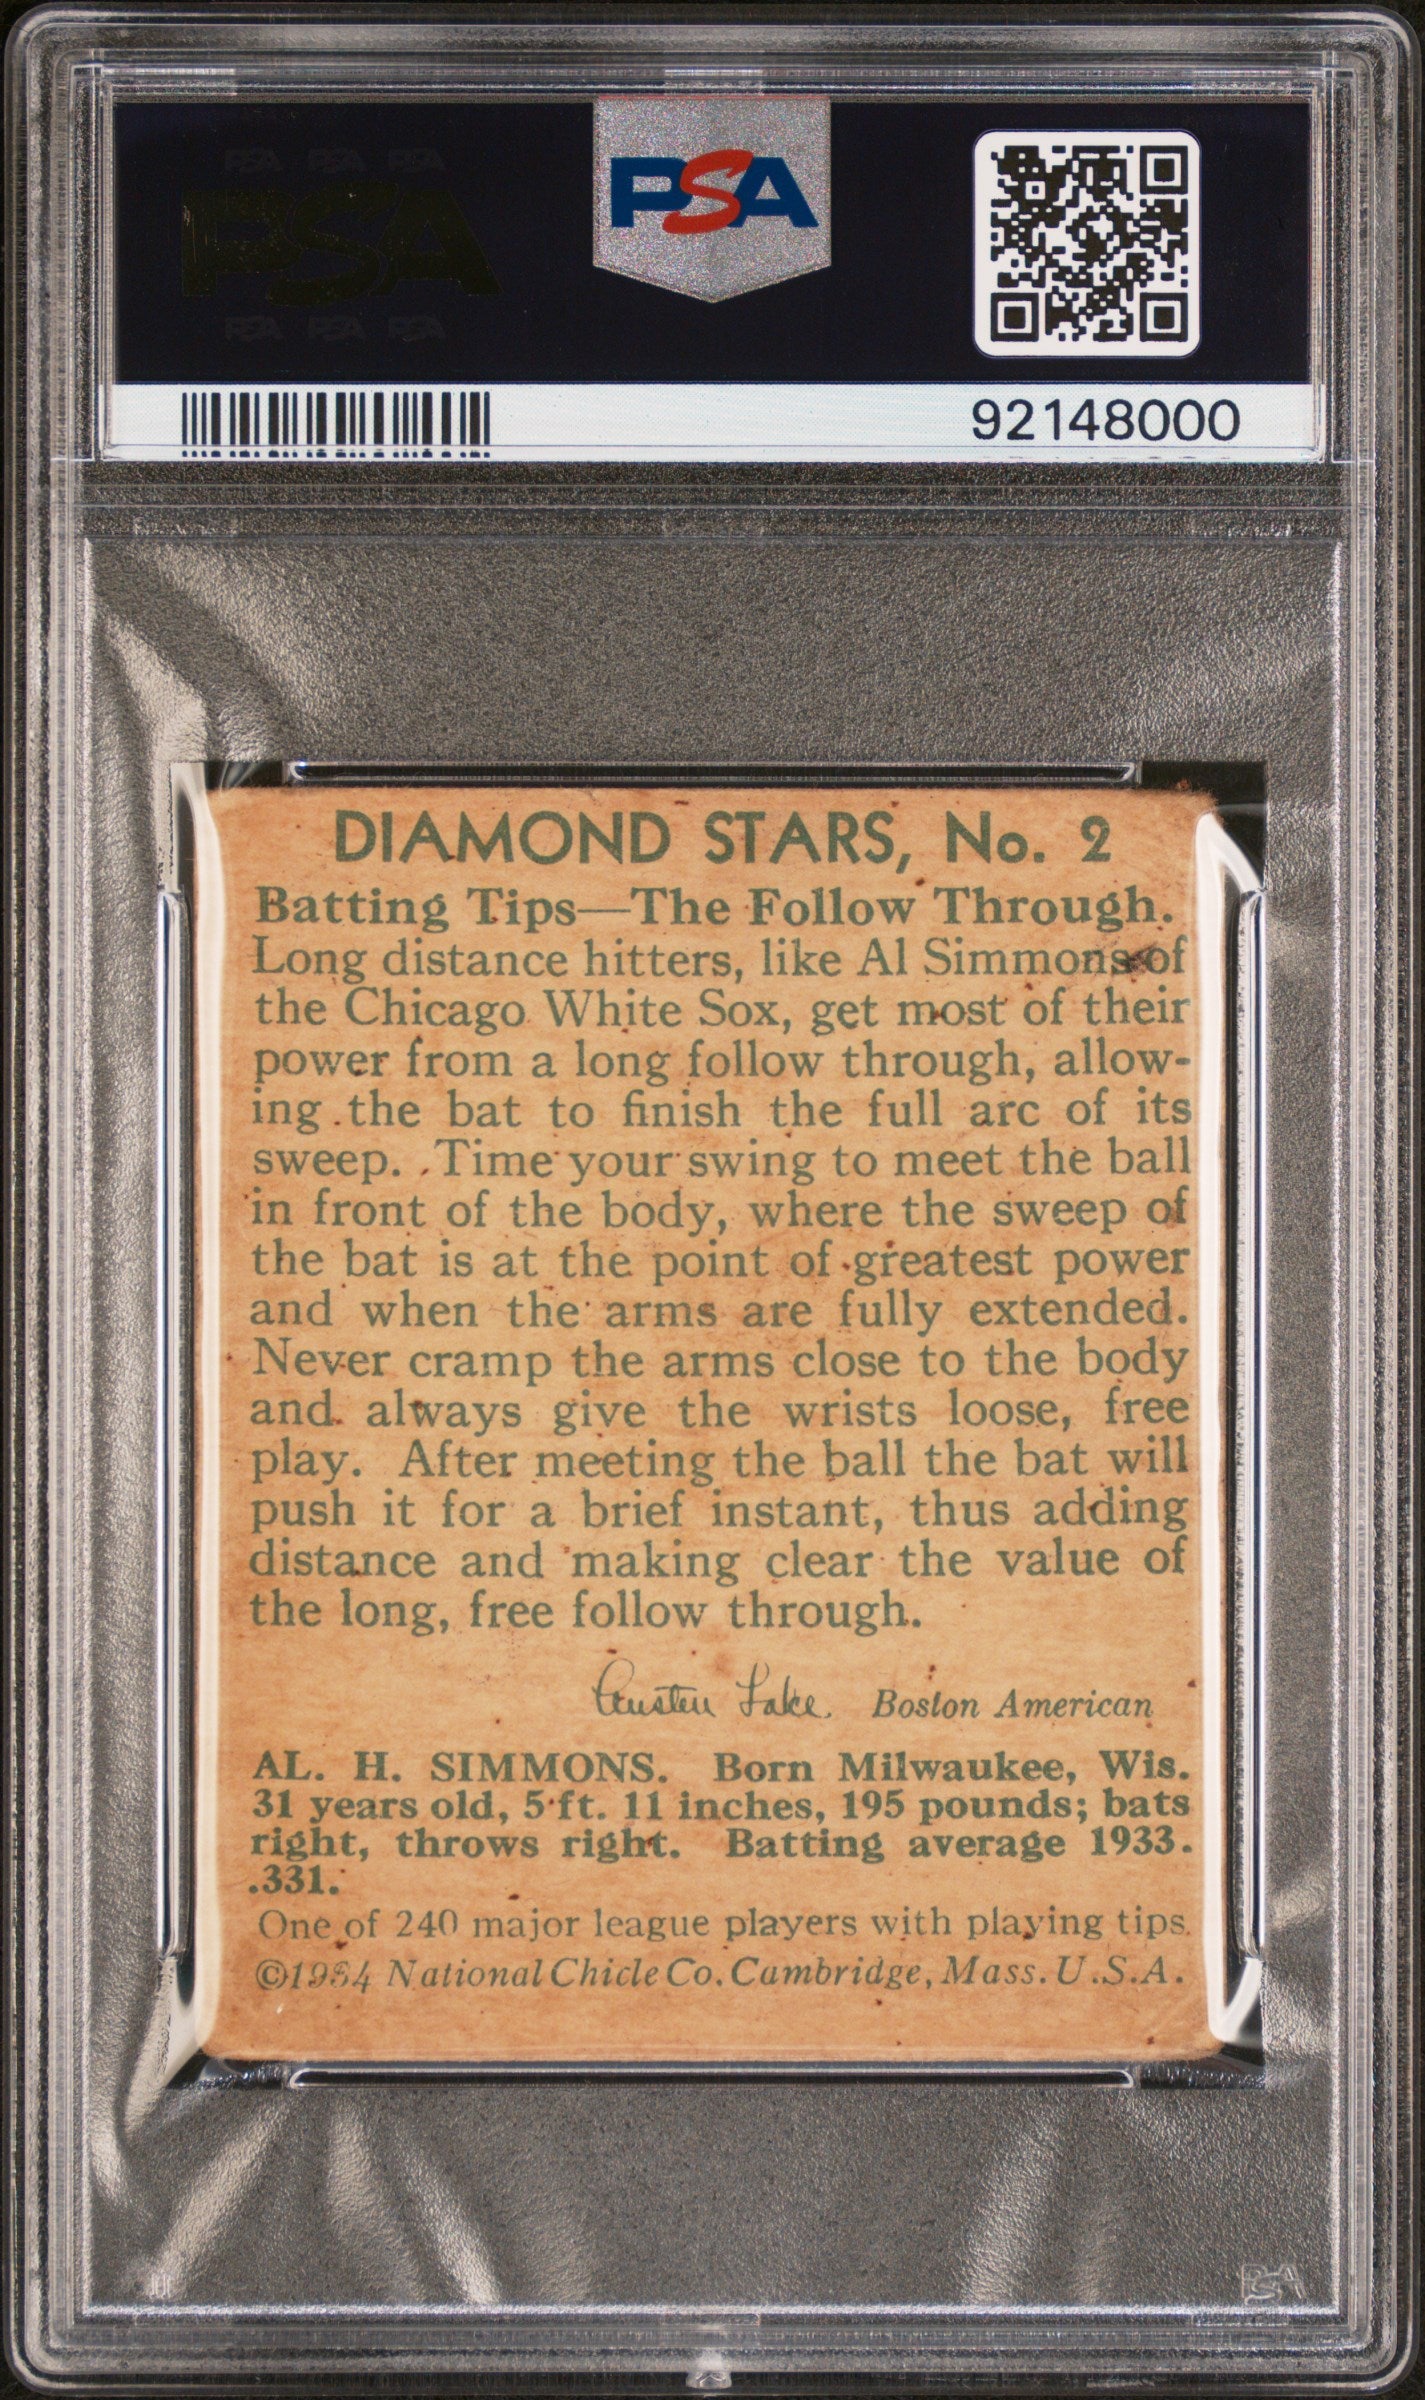 PSA PSA PSA
PSA
PSA PSA PSA
PSA
92148000
DIAMOND STARS, No. 2
Batting Tips—The Follow Through.
Long distance hitters, like Al Simmons of
the Chicago White Sox, get most of their
power from a long follow through, allow-
ing the bat to finish the full arc of its
sweep. Time your swing to meet the ball
in front of the body, where the sweep of
the bat is at the point of greatest power
and when the arms are fully extended.
Never cramp the arms close to the body
and always give the wrists loose, free
play. After meeting the ball the bat will
push it for a brief instant, thus adding
distance and making clear the value of
the long, free follow through.
Austen Lake. Boston American
AL. H. SIMMONS. Born Milwaukee, Wis.
31 years old, 5 ft. 11 inches, 195 pounds; bats
right, throws right. Batting average 1933.
.331.
One of 240 major league players with playing tips.
©1934 National Chicle Co. Cambridge, Mass. U.S.A.
PSA